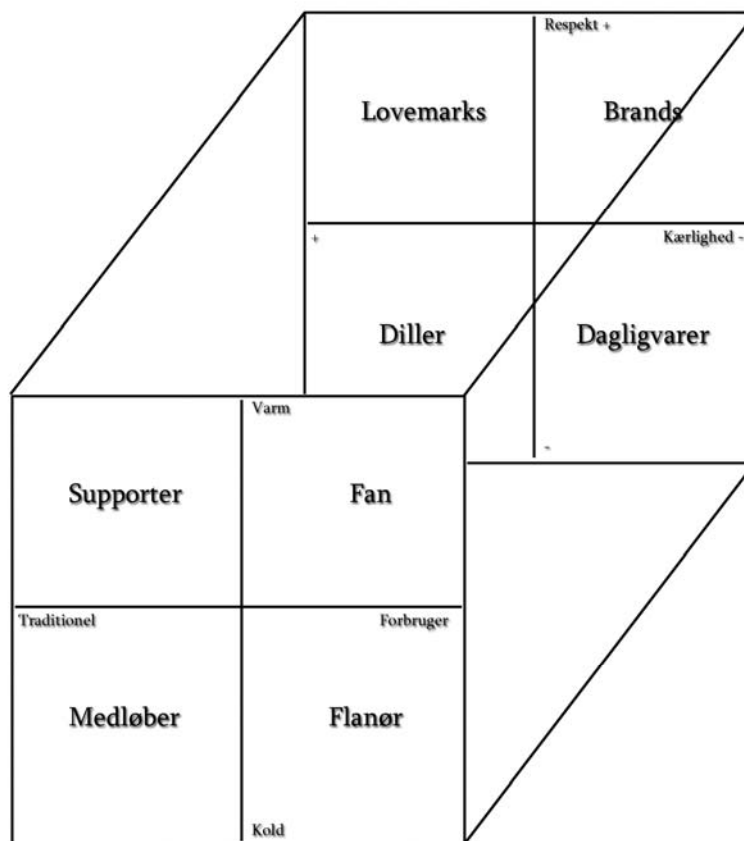 Respekt +
Lovemarks
Brands
+
Kærlighed -
Diller
Dagligvarer
-
Varm
Supporter
Fan
Traditionel
Forbruger
Medløber
Flanør
Kold